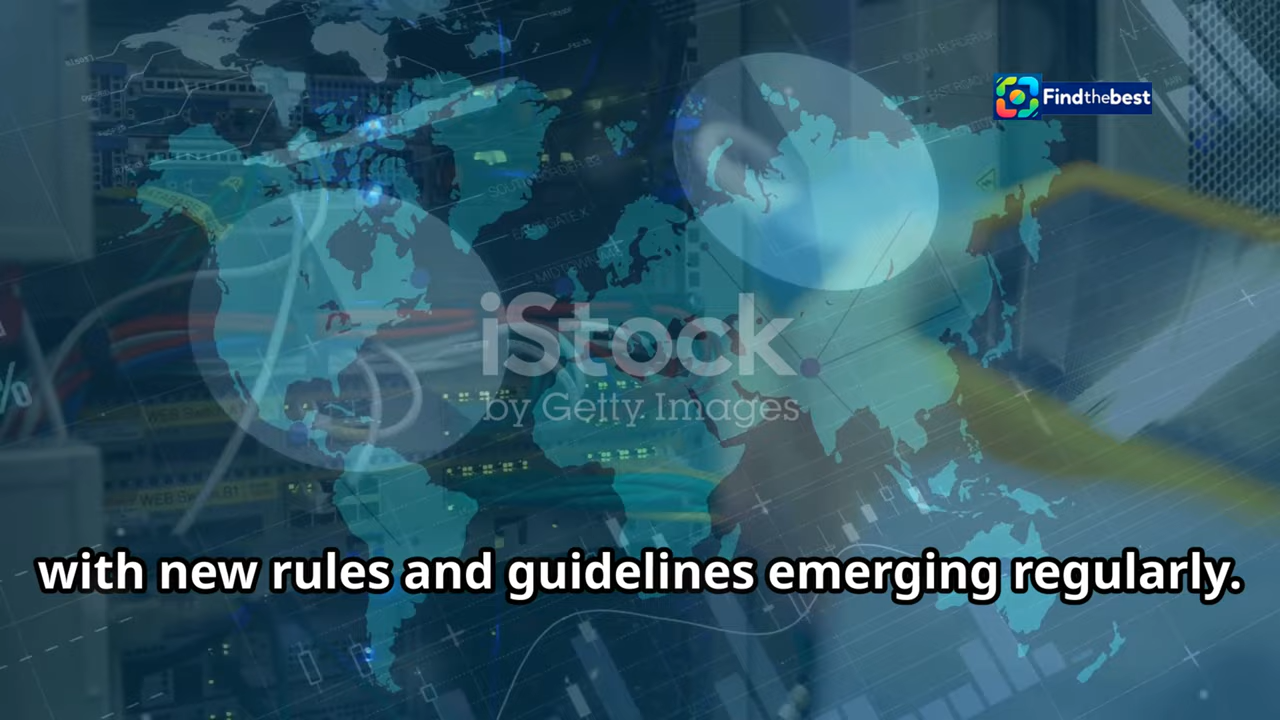 Findthebest
iStock
by Getty Images
with new rules and guidelines emerging regularly.